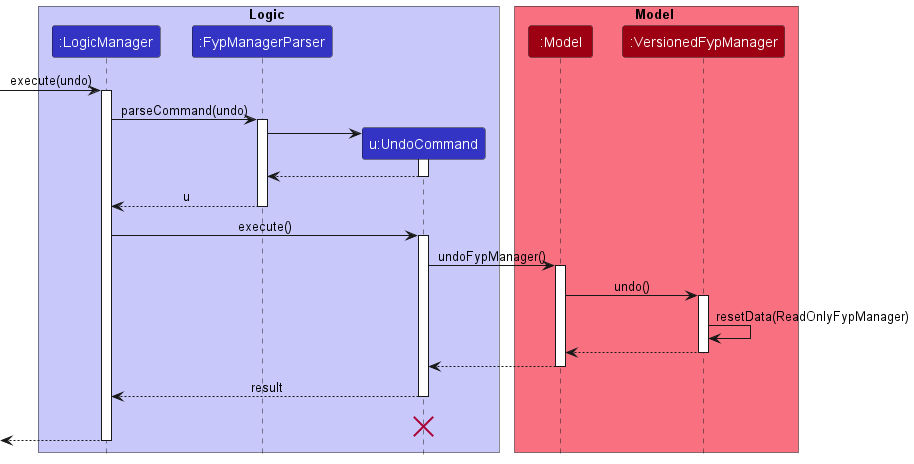 Logic
Model
:LogicManager
:FypManagerParser
:Model
:VersionedFypManager
execute(undo)
parseCommand(undo)
u:UndoCommand
u
execute()
undoFypManager()
undo()
resetData(ReadOnlyFypManager)
result